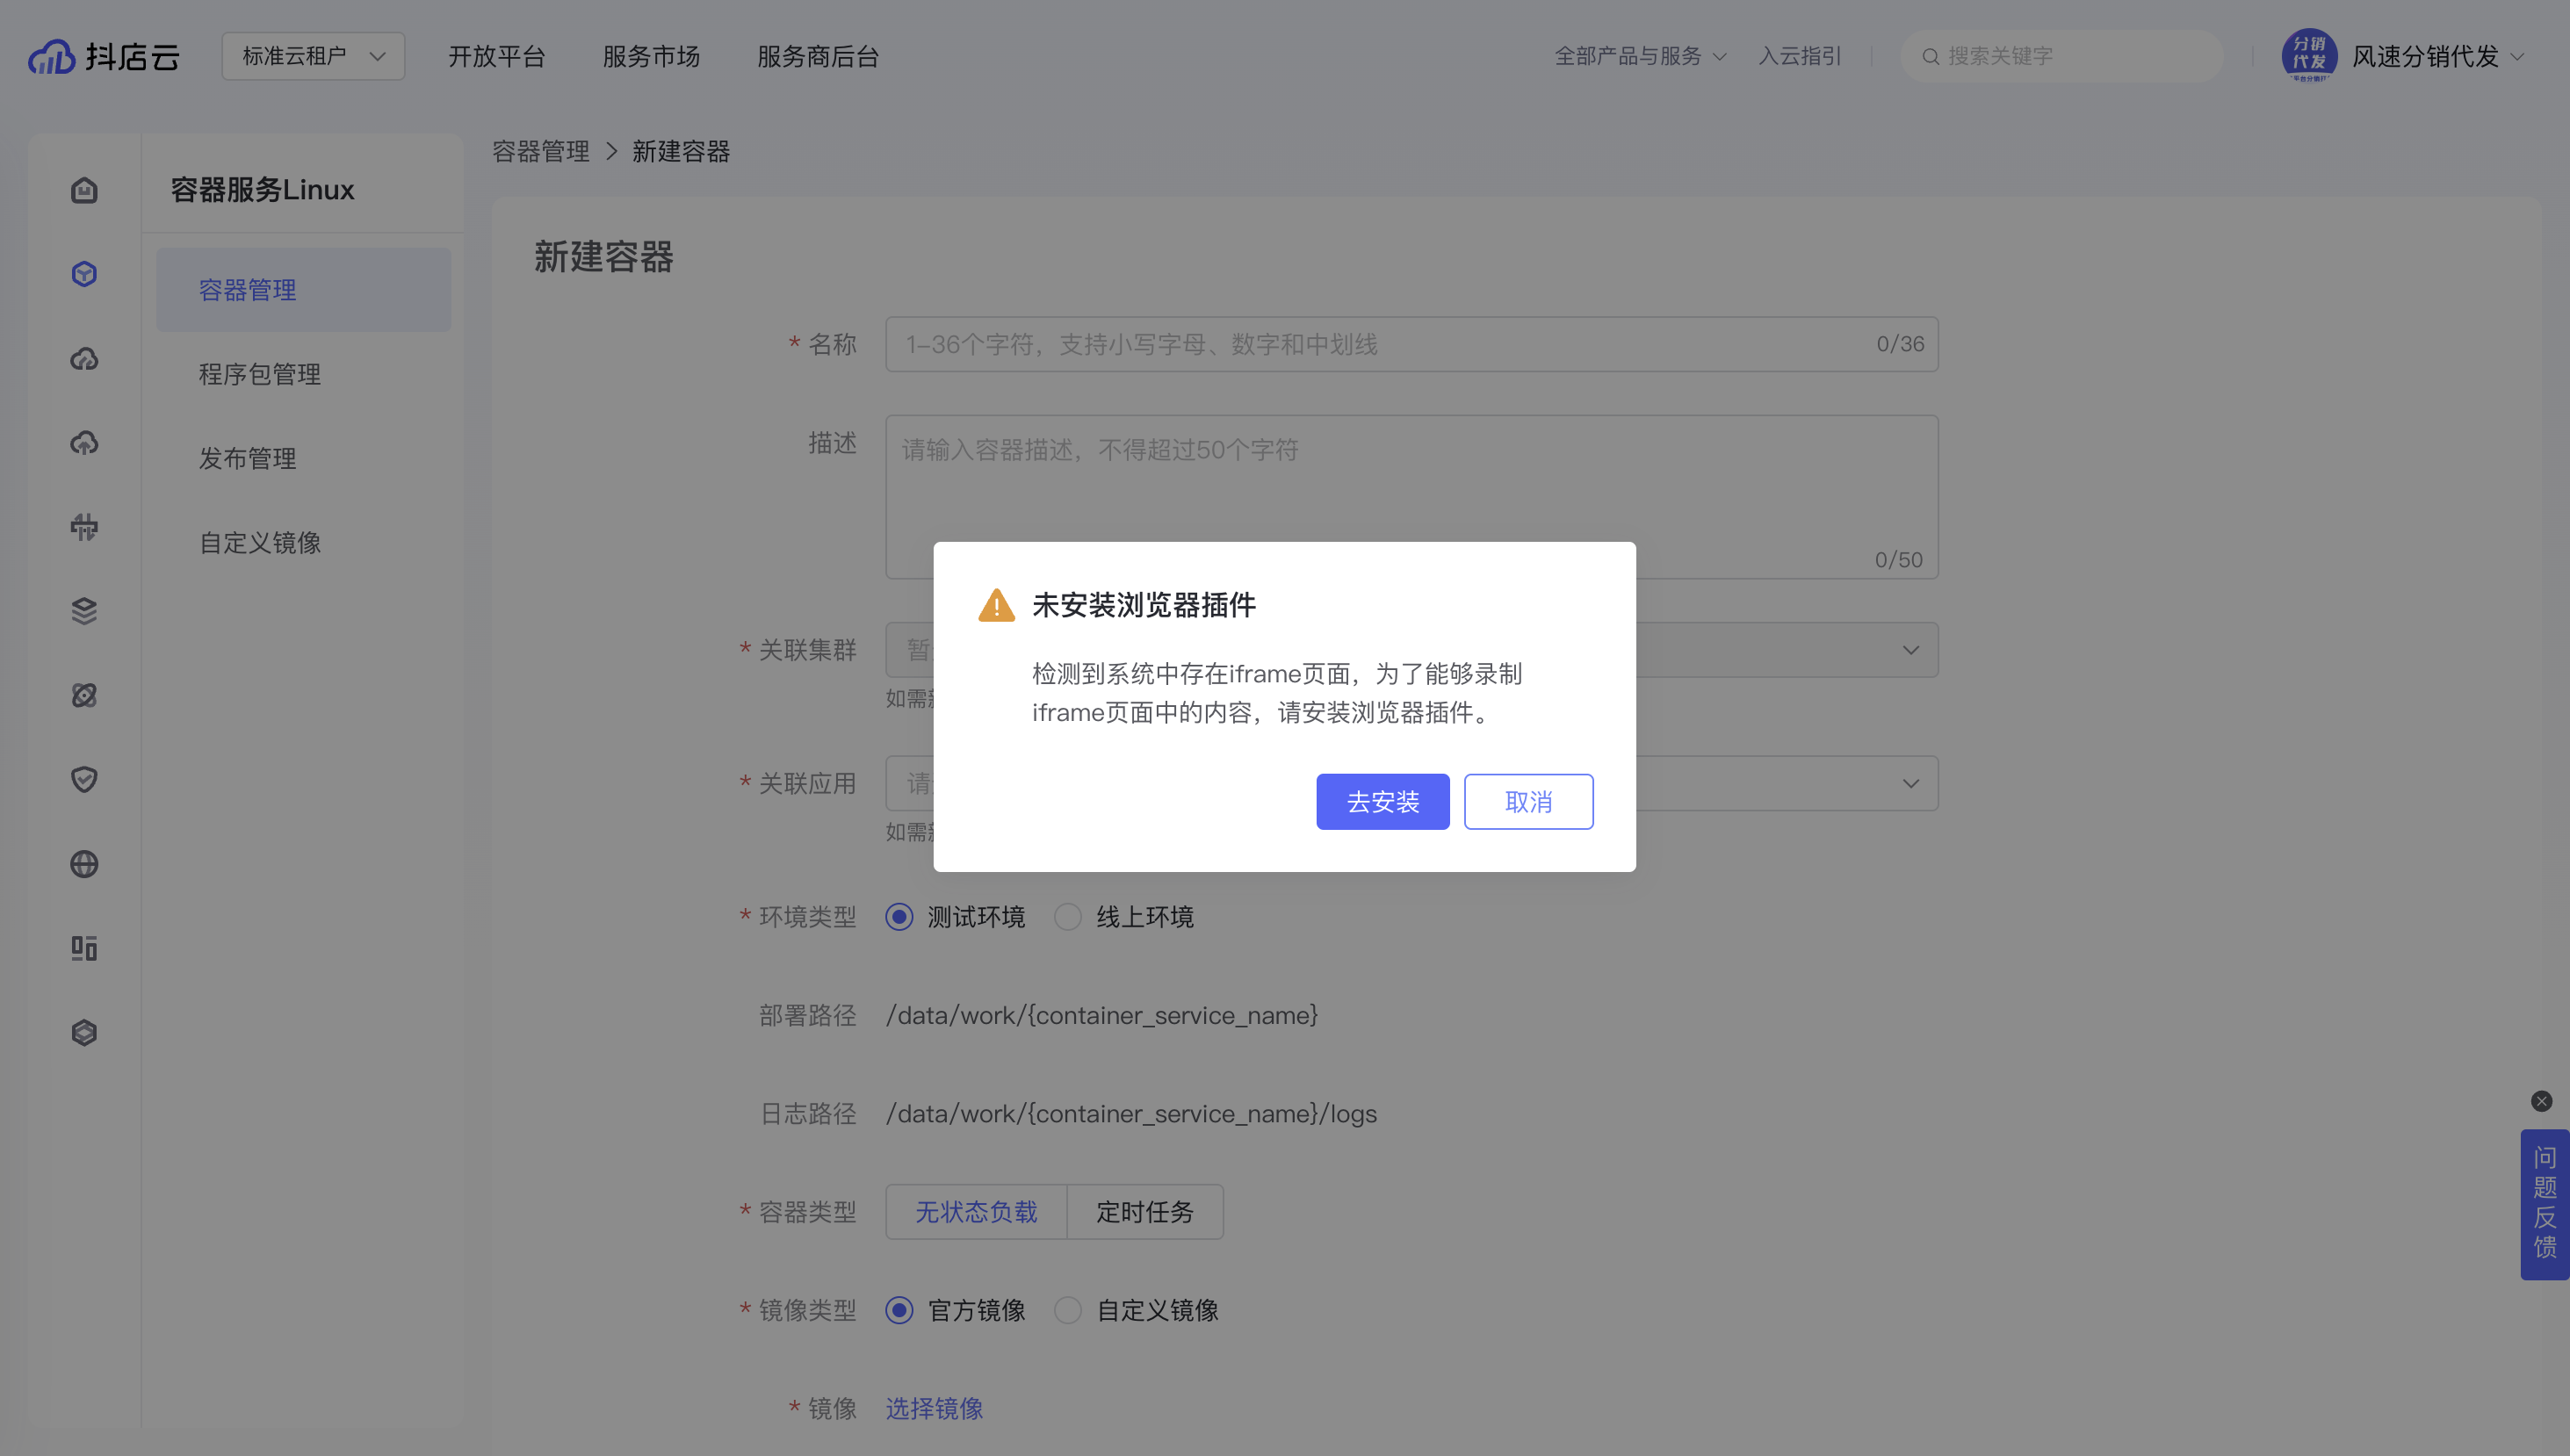 抖店云
标准云租户
开放平台
服务市场
服务商后台
全部产品与服务
入云指引
搜索关键字
分销
代发
风速分销代发
容器服务Linux
容器管理
程序包管理
发布管理
自定义镜像
容器管理 > 新建容器
新建容器
* 名称
1-36个字符，支持小写字母、数字和中划线
0/36
描述
请输入容器描述，不得超过50个字符
0/50
* 关联集群
暂
如需
* 关联应用
请
如需
未安装浏览器插件
检测到系统中存在iframe页面，为了能够录制
iframe页面中的内容，请安装浏览器插件。
去安装
取消
* 环境类型
测试环境
线上环境
部署路径
/data/work/{container_service_name}
日志路径
/data/work/{container_service_name}/logs
* 容器类型
无状态负载
定时任务
* 镜像类型
官方镜像
自定义镜像
* 镜像
选择镜像
问题反馈